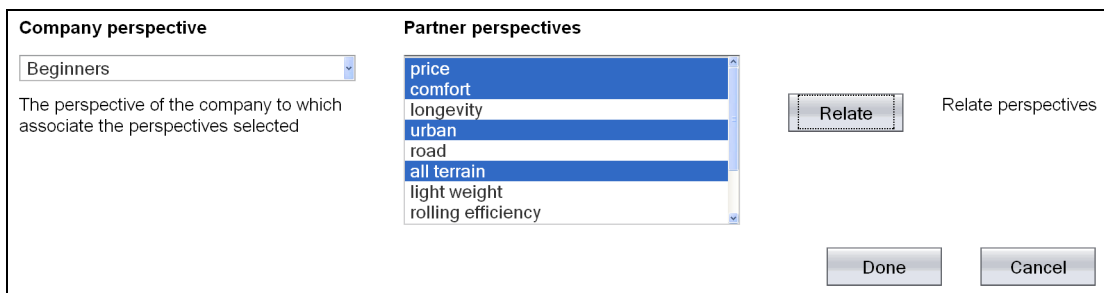 Company perspective
Beginners
The perspective of the company to which
associate the perspectives selected
Partner perspectives
price
comfort
longevity
urban
road
all terrain
light weight
rolling efficiency
Relate
Relate perspectives
Done
Cancel